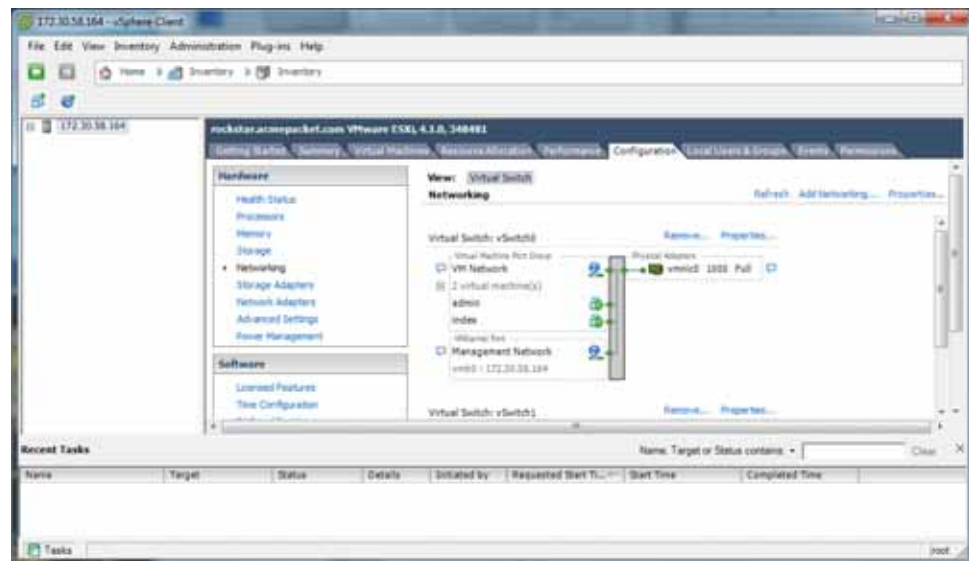 172.30.58.164 - vSphere Client
File Edit View Inventory Administration Plug-ins Help
Home Inventory Inventory
172.30.58.164
rockstar.acmepacket.com VMware ESXi, 4.1.0, 348481
Getting Started Summary Virtual Machines Resource Allocation Performance Configuration Local Users & Groups Events Permissions
Hardware
Health Status
Processors
Memory
Storage
Networking
Storage Adapters
Network Adapters
Advanced Settings
Power Management
Software
Licensed Features
Time Configuration
View: Virtual Switch
Networking
Refresh Add Networking... Properties...
Virtual Switch: vSwitch0 Remove... Properties...
Virtual Machine Port Group
VM Network
2 virtual machine(s)
admin
index
VMkernel Port
Management Network
vmk0 : 172.30.58.164
Physical Adapters
vmnic0 1000 Full
Virtual Switch: vSwitch1 Remove... Properties...
Recent Tasks
Name, Target or Status contains: Clear
Name Target Status Details Initiated by Requested Start Ti... Start Time Completed Time
Tasks
root